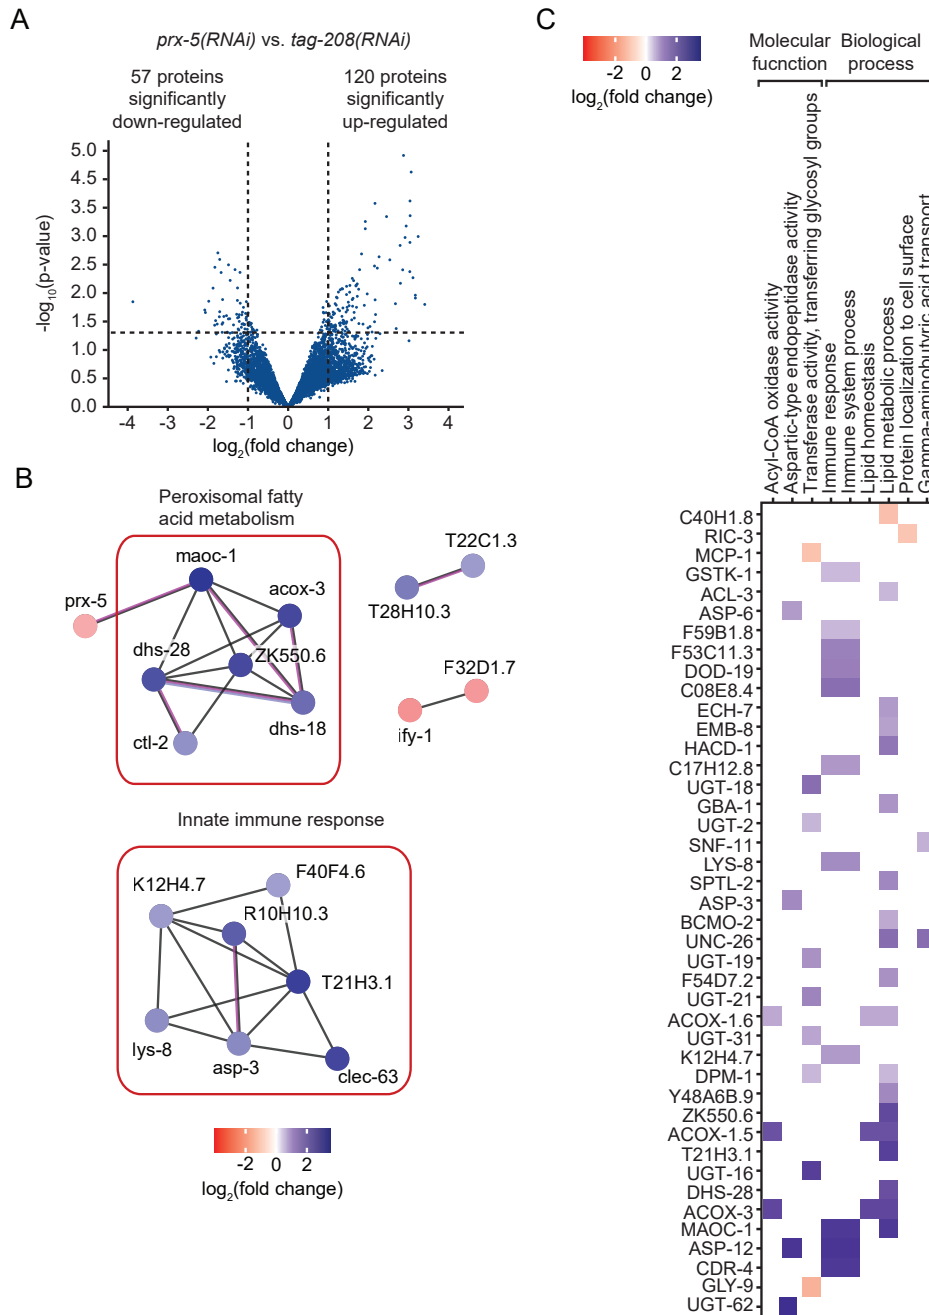 A
prx-5(RNAi) vs. tag-208(RNAi)
57 proteins
significantly
down-regulated
120 proteins
significantly
up-regulated
5.0
4.5
4.0
3.5
3.0
2.5
2.0
1.5
1.0
0.5
0.0
-log10(p-value)
-4
-3
-2
-1
0
1
2
3
4
log2(fold change)
B
Peroxisomal fatty
acid metabolism
maoc-1
acox-3
prx-5
dhs-28
ZK550.6
dhs-18
ctl-2
T22C1.3
T28H10.3
F32D1.7
ify-1
Innate immune response
K12H4.7
F40F4.6
R10H10.3
T21H3.1
lys-8
asp-3
clec-63
-2
0
2
log2(fold change)
C
-2
0
2
log2(fold change)
Molecular
fucnction
Biological
process
Acyl-CoA oxidase activity
Aspartic-type endopeptidase activity
Transferase activity, transferring glycosyl groups
Immune response
Immune system process
Lipid homeostasis
Lipid metabolic process
Protein localization to cell surface
Gamma-aminobutyric acid transport
C40H1.8
RIC-3
MCP-1
GSTK-1
ACL-3
ASP-6
F59B1.8
F53C11.3
DOD-19
C08E8.4
ECH-7
EMB-8
HACD-1
C17H12.8
UGT-18
GBA-1
UGT-2
SNF-11
LYS-8
SPTL-2
ASP-3
BCMO-2
UNC-26
UGT-19
F54D7.2
UGT-21
ACOX-1.6
UGT-31
K12H4.7
DPM-1
Y48A6B.9
ZK550.6
ACOX-1.5
T21H3.1
UGT-16
DHS-28
ACOX-3
MAOC-1
ASP-12
CDR-4
GLY-9
UGT-62